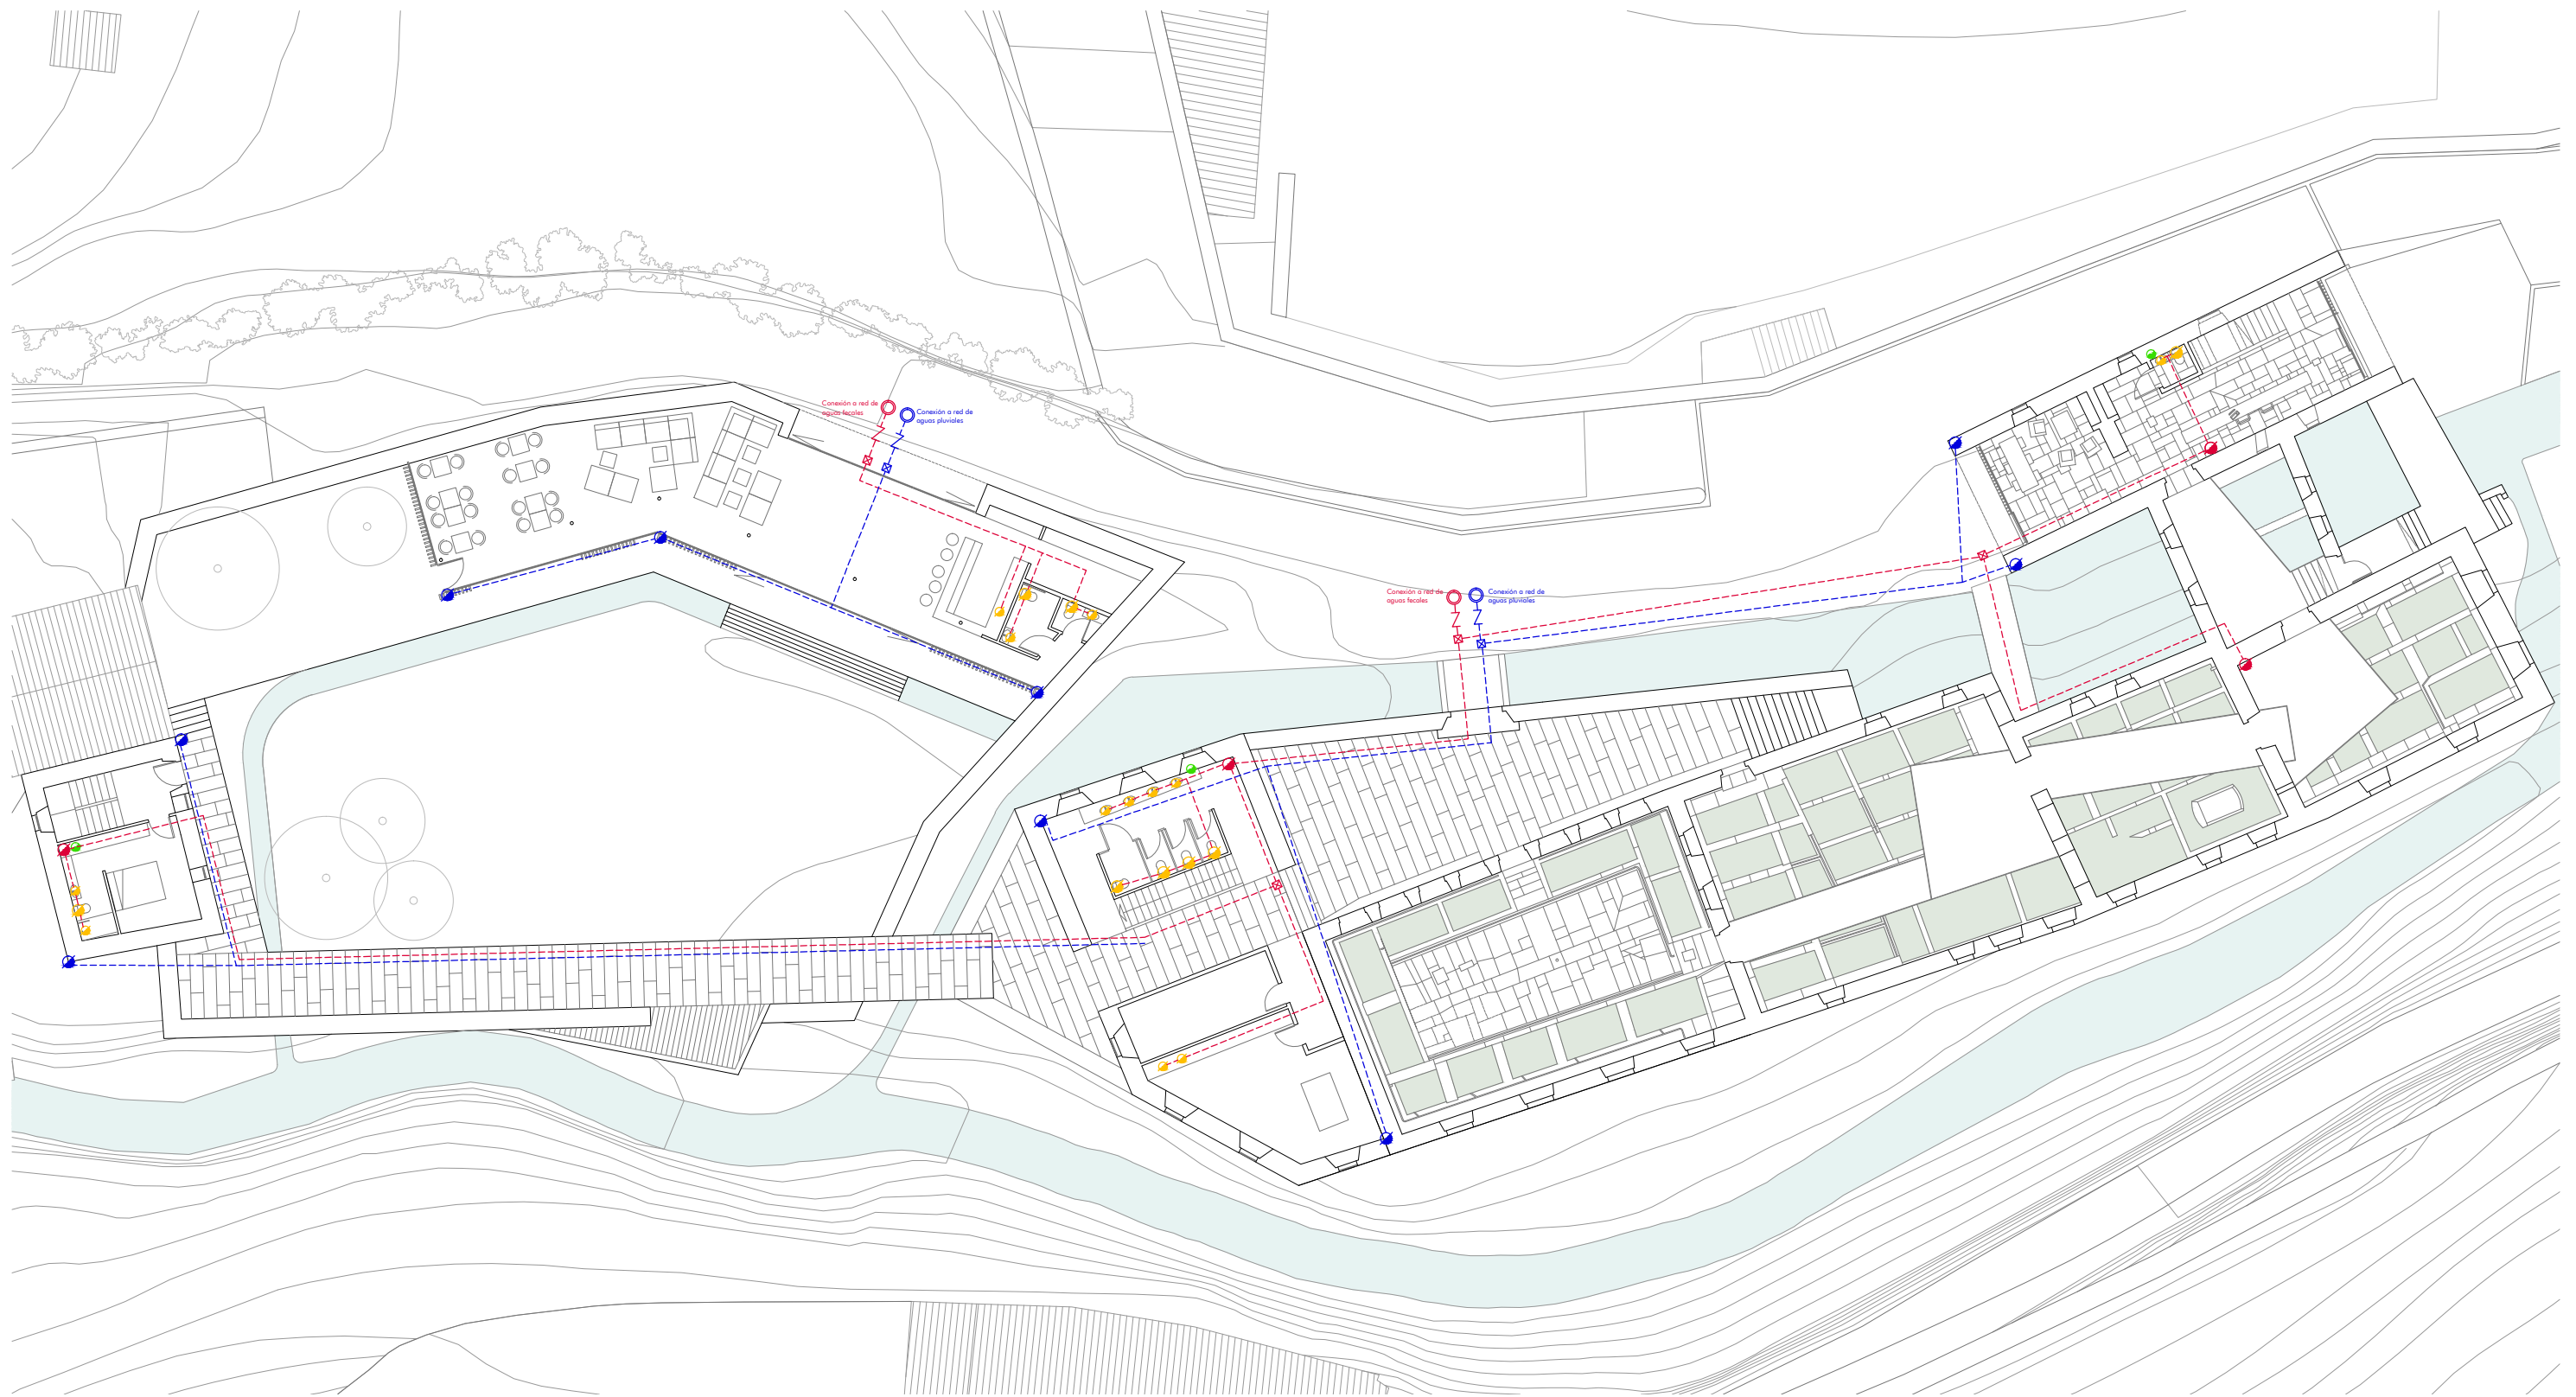 Conexión a red de
aguas fecales
Conexión a red de
aguas pluviales
Conexión a red de
aguas fecales
Conexión a red de
aguas pluviales